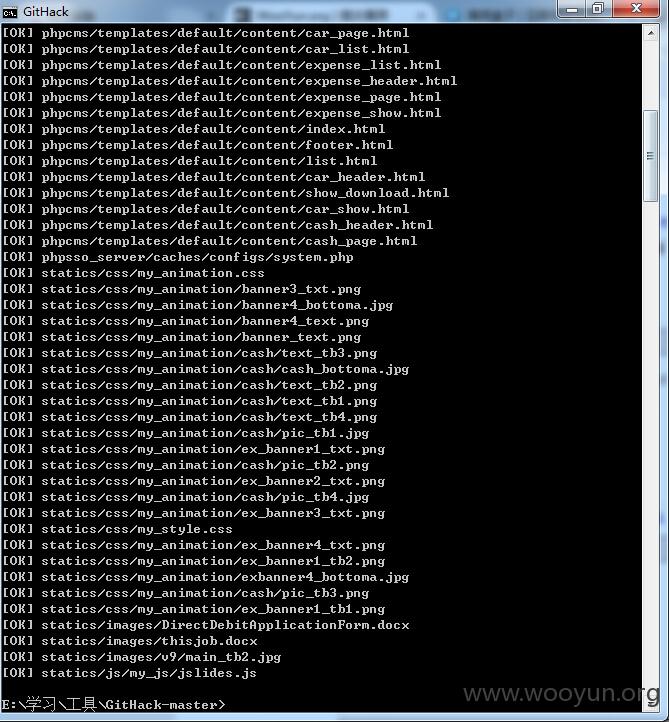 GitHack
[OK] phpcms/templates/default/content/car_page.html
[OK] phpcms/templates/default/content/car_list.html
[OK] phpcms/templates/default/content/expense_list.html
[OK] phpcms/templates/default/content/expense_header.html
[OK] phpcms/templates/default/content/expense_page.html
[OK] phpcms/templates/default/content/expense_show.html
[OK] phpcms/templates/default/content/index.html
[OK] phpcms/templates/default/content/footer.html
[OK] phpcms/templates/default/content/list.html
[OK] phpcms/templates/default/content/car_header.html
[OK] phpcms/templates/default/content/show_download.html
[OK] phpcms/templates/default/content/car_show.html
[OK] phpcms/templates/default/content/cash_header.html
[OK] phpcms/templates/default/content/cash_page.html
[OK] phpsso_server/caches/configs/system.php
[OK] statics/css/my_animation.css
[OK] statics/css/my_animation/banner3_txt.png
[OK] statics/css/my_animation/banner4_bottoma.jpg
[OK] statics/css/my_animation/banner4_text.png
[OK] statics/css/my_animation/banner_text.png
[OK] statics/css/my_animation/cash/text_tb3.png
[OK] statics/css/my_animation/cash/cash_bottoma.jpg
[OK] statics/css/my_animation/cash/text_tb2.png
[OK] statics/css/my_animation/cash/text_tb1.png
[OK] statics/css/my_animation/cash/text_tb4.png
[OK] statics/css/my_animation/cash/pic_tb1.jpg
[OK] statics/css/my_animation/ex_banner1_txt.png
[OK] statics/css/my_animation/cash/pic_tb2.png
[OK] statics/css/my_animation/ex_banner2_txt.png
[OK] statics/css/my_animation/cash/pic_tb4.jpg
[OK] statics/css/my_animation/ex_banner3_txt.png
[OK] statics/css/my_style.css
[OK] statics/css/my_animation/ex_banner4_txt.png
[OK] statics/css/my_animation/ex_banner1_tb2.png
[OK] statics/css/my_animation/exbanner4_bottoma.jpg
[OK] statics/css/my_animation/cash/pic_tb3.png
[OK] statics/css/my_animation/ex_banner1_tb1.png
[OK] statics/images/DirectDebitApplicationForm.docx
[OK] statics/images/thisjob.docx
[OK] statics/images/v9/main_tb2.jpg
[OK] statics/js/my_js/jslides.js
E:\学习\工具\GitHack-master>
www.wooyun.org